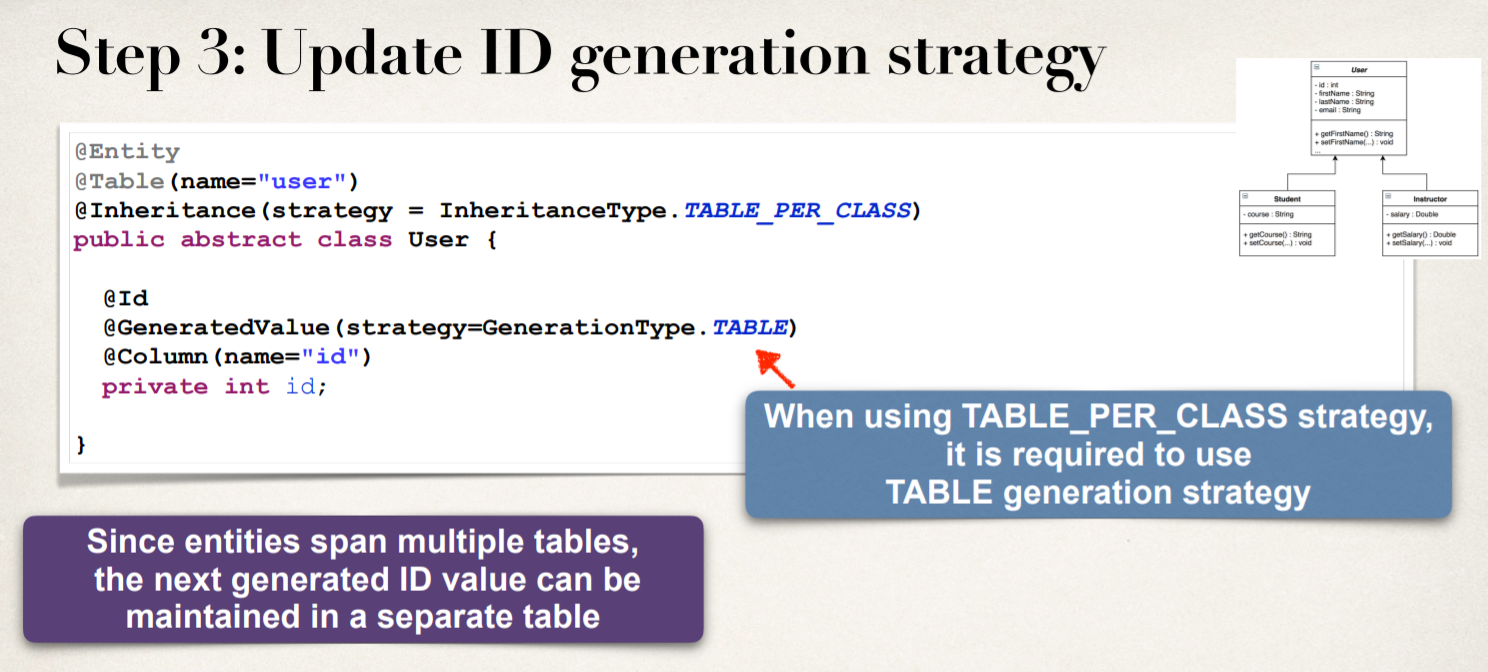 Step 3: Update ID generation strategy
@Entity
@Table(name="user")
@Inheritance(strategy = InheritanceType.TABLE_PER_CLASS)
public abstract class User {
@Id
@GeneratedValue(strategy=GenerationType.TABLE)
@Column(name="id")
private int id;
}
User
- id : int
- firstName : String
- lastName : String
- email : String
+ getFirstName() : String
+ setFirstName(...) : void
...
Student
- course : String
+ getCourse() : String
+ setCourse(...) : void
Instructor
- salary : Double
+ getSalary() : Double
+ setSalary(...) : void
When using TABLE_PER_CLASS strategy,
it is required to use
TABLE generation strategy
Since entities span multiple tables,
the next generated ID value can be
maintained in a separate table